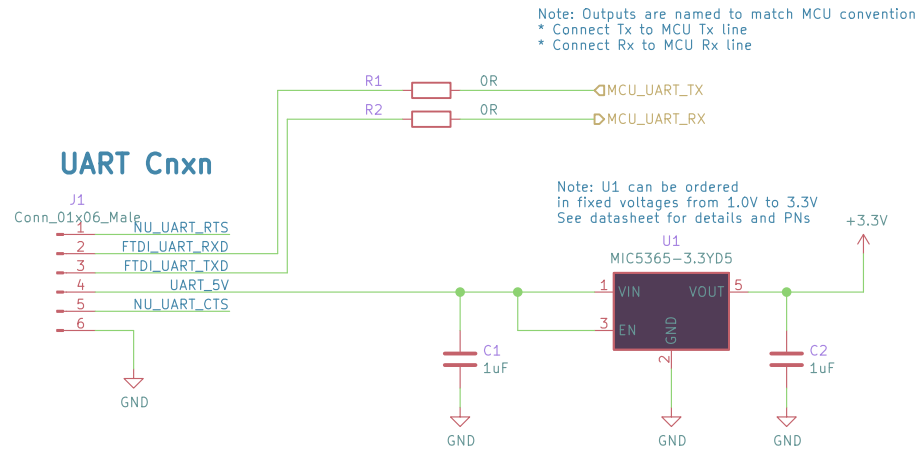 Note: Outputs are named to match MCU convention
* Connect Tx to MCU Tx line
* Connect Rx to MCU Rx line
R1 0R MCU_UART_TX
R2 0R MCU_UART_RX
UART Cnxn
J1
Conn_01x06_Male
1 NU_UART_RTS
2 FTDI_UART_RXD
3 FTDI_UART_TXD
4 UART_5V
5 NU_UART_CTS
6
GND
Note: U1 can be ordered
in fixed voltages from 1.0V to 3.3V
See datasheet for details and PNs
U1
MIC5365-3.3YD5
+3.3V
1 VIN VOUT 5
3 EN GND
2
C1
1uF
C2
1uF
GND GND GND